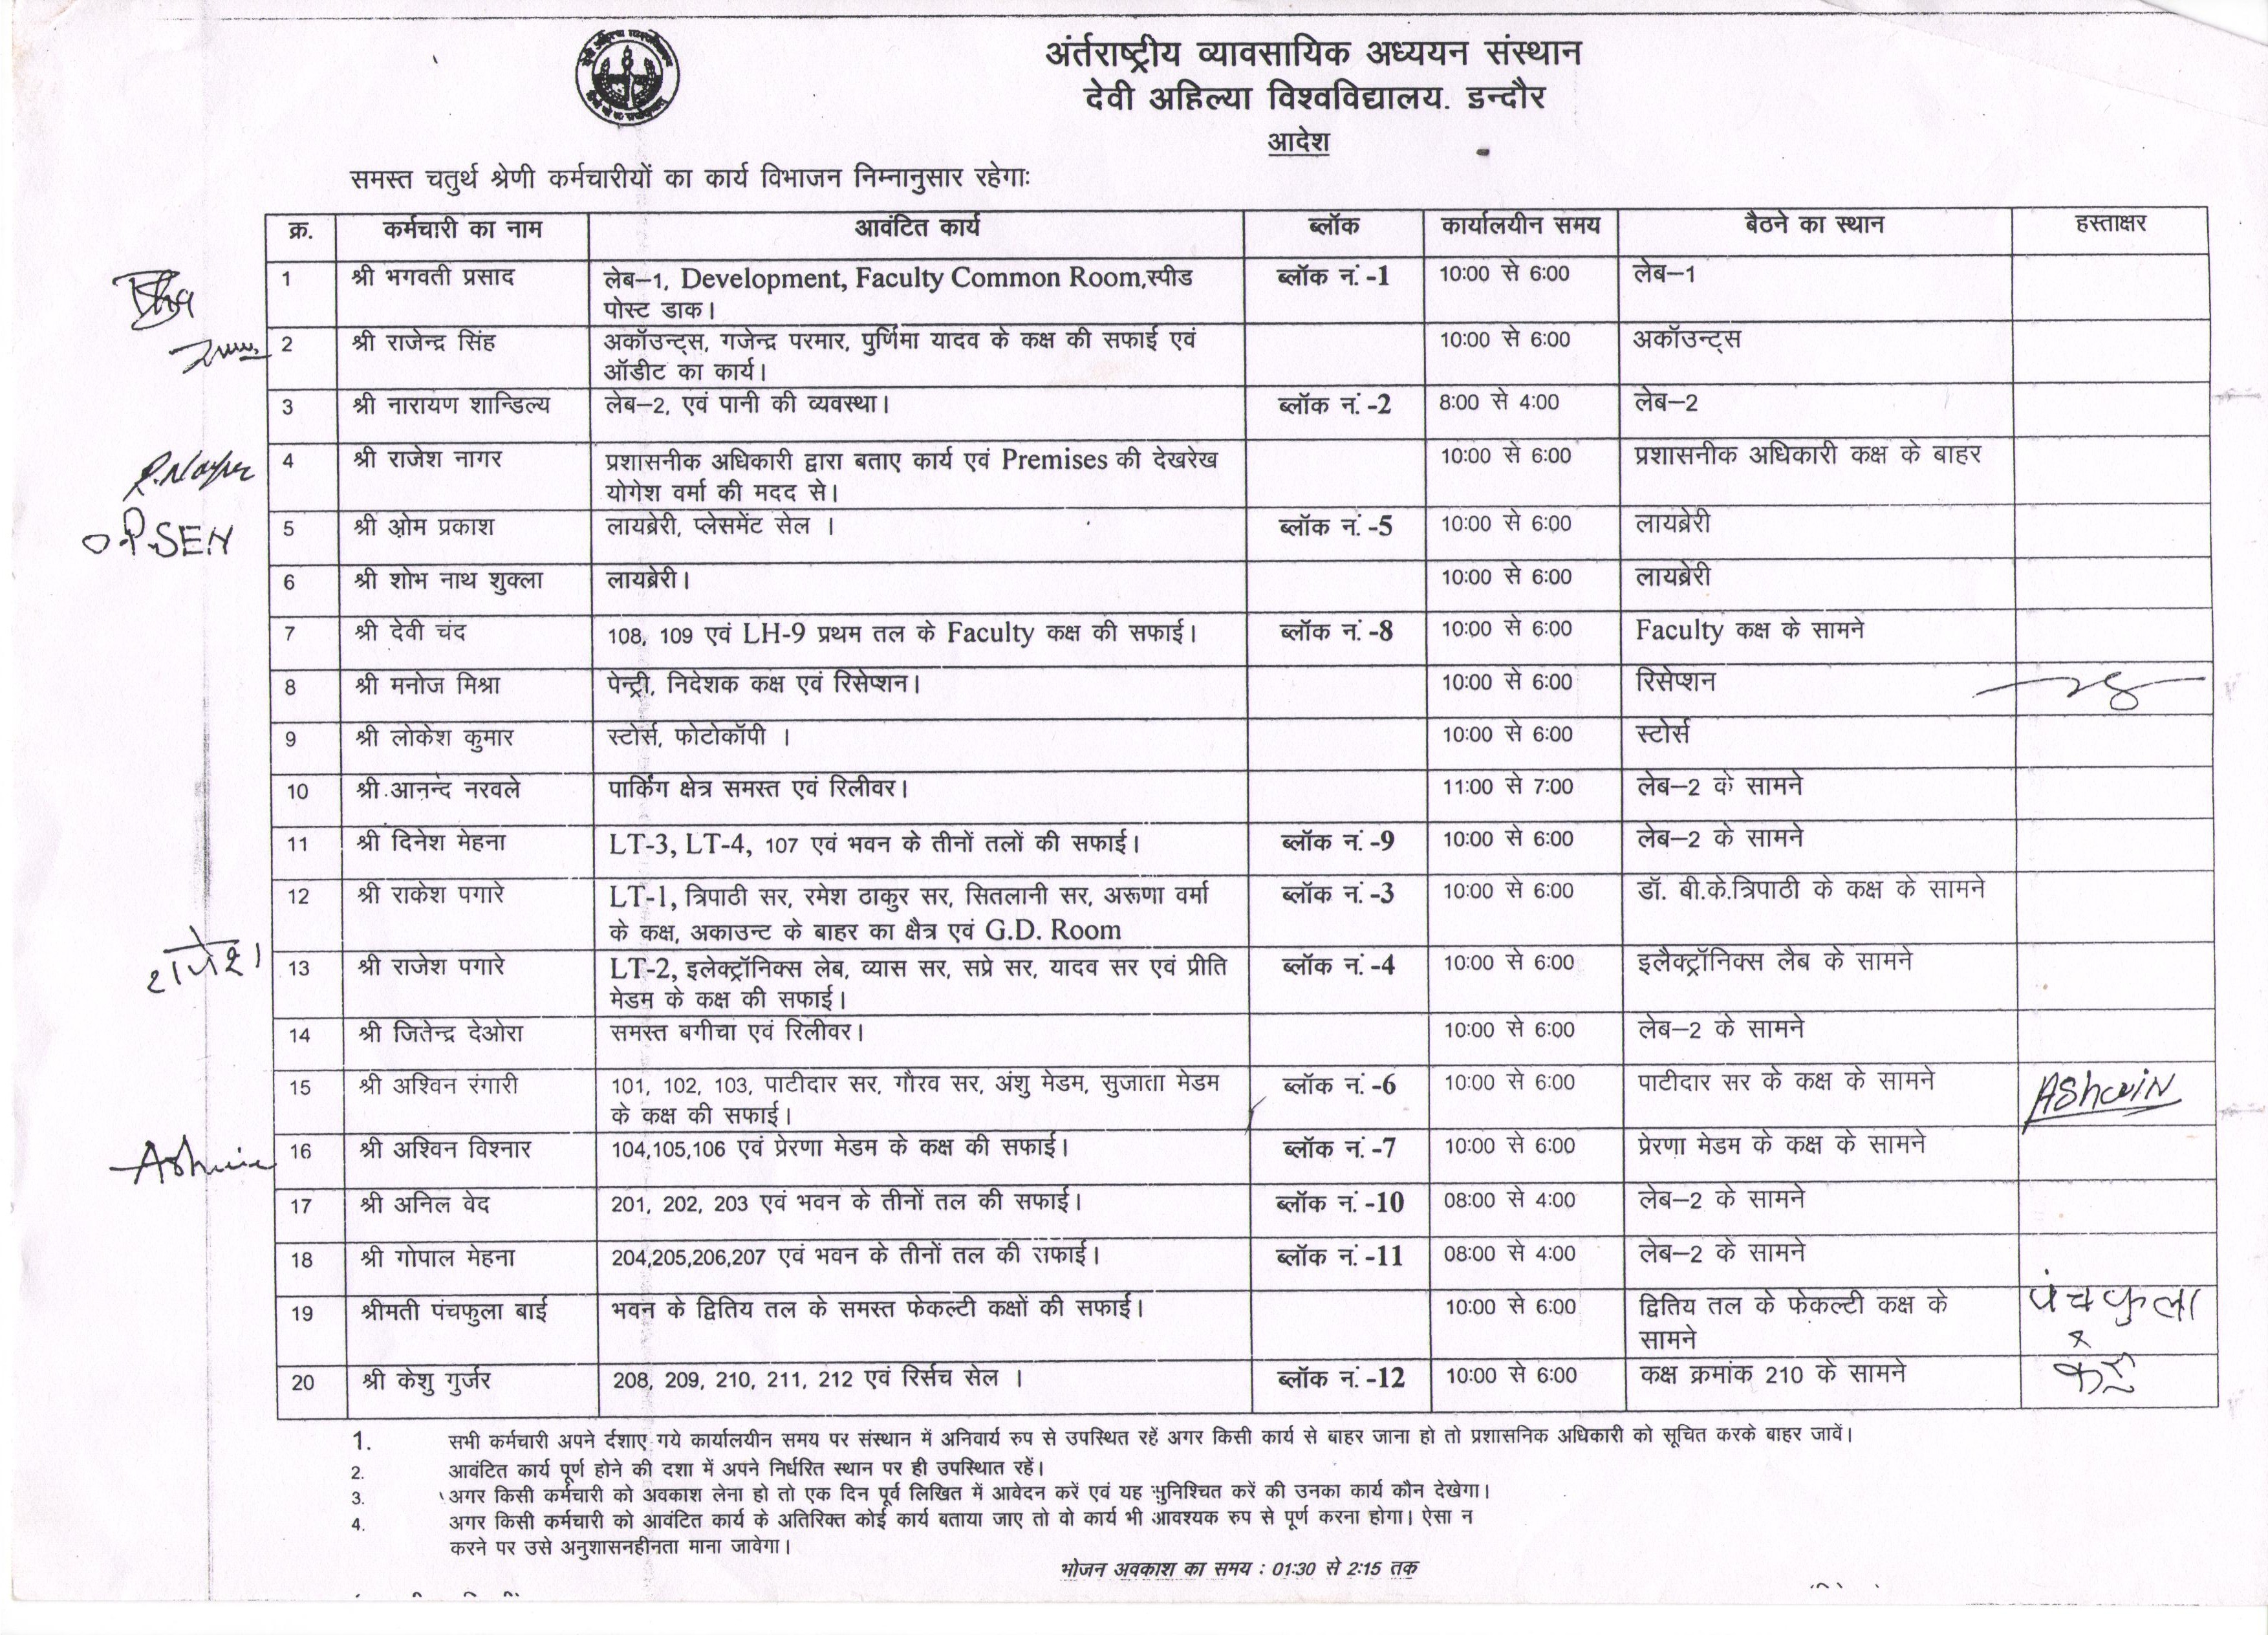 अंर्तराष्ट्रीय व्यावसायिक अध्ययन संस्थान
देवी अहिल्या विश्वविद्यालय. इन्दौर
आदेश
समस्त चतुर्थ श्रेणी कर्मचारीयों का कार्य विभाजन निम्नानुसार रहेगाः
क्र. कर्मचारी का नाम आवंटित कार्य ब्लॉक कार्यालयीन समय बैठने का स्थान हस्ताक्षर
1 श्री भगवती प्रसाद लेब–1, Development, Faculty Common Room,स्पीड ब्लॉक नं.-1 10:00 से 6:00 लेब–1
पोस्ट डाक।
2 श्री राजेन्द्र सिंह अकॉउन्ट्स, गजेन्द्र परमार, पुर्णिमा यादव के कक्ष की सफाई एवं 10:00 से 6:00 अकॉउन्ट्स
ऑडीट का कार्य।
3 श्री नारायण शान्डिल्य लेब–2, एवं पानी की व्यवस्था। ब्लॉक नं.-2 8:00 से 4:00 लेब–2
R.Nagar 4 श्री राजेश नागर प्रशासनीक अधिकारी द्वारा बताए कार्य एवं Premises की देखरेख 10:00 से 6:00 प्रशासनीक अधिकारी कक्ष के बाहर
योगेश वर्मा की मदद से।
O.P.SEN 5 श्री ओम प्रकाश लायब्रेरी, प्लेसमेंट सेल । ब्लॉक नं.-5 10:00 से 6:00 लायब्रेरी
6 श्री शोभ नाथ शुक्ला लायब्रेरी। 10:00 से 6:00 लायब्रेरी
7 श्री देवी चंद 108, 109 एवं LH-9 प्रथम तल के Faculty कक्ष की सफाई। ब्लॉक नं.-8 10:00 से 6:00 Faculty कक्ष के सामने
8 श्री मनोज मिश्रा पेन्ट्री, निदेशक कक्ष एवं रिसेप्शन। 10:00 से 6:00 रिसेप्शन
9 श्री लोकेश कुमार स्टोर्स, फोटोकॉपी । 10:00 से 6:00 स्टोर्स
10 श्री आनन्द नरवले पार्किंग क्षेत्र समस्त एवं रिलीवर। 11:00 से 7:00 लेब–2 के सामने
11 श्री दिनेश मेहना LT-3, LT-4, 107 एवं भवन के तीनों तलों की सफाई। ब्लॉक नं.-9 10:00 से 6:00 लेब–2 के सामने
12 श्री राकेश पगारे LT-1, त्रिपाठी सर, रमेश ठाकुर सर, सितलानी सर, अरूणा वर्मा ब्लॉक नं.-3 10:00 से 6:00 डॉ. बी.के.त्रिपाठी के कक्ष के सामने
के कक्ष, अकाउन्ट के बाहर का क्षैत्र एवं G.D. Room
राजेश 13 श्री राजेश पगारे LT-2, इलेक्ट्रॉनिक्स लेब, व्यास सर, सप्रे सर, यादव सर एवं प्रीति ब्लॉक नं.-4 10:00 से 6:00 इलैक्ट्रॉनिक्स लैब के सामने
मेडम के कक्ष की सफाई।
14 श्री जितेन्द्र देओरा समस्त बगीचा एवं रिलीवर। 10:00 से 6:00 लेब–2 के सामने
15 श्री अश्विन रंगारी 101, 102, 103, पाटीदार सर, गौरव सर, अंशु मेडम, सुजाता मेडम ब्लॉक नं.-6 10:00 से 6:00 पाटीदार सर के कक्ष के सामने AShwiN
के कक्ष की सफाई।
Ashwin 16 श्री अश्विन विश्नार 104,105,106 एवं प्रेरणा मेडम के कक्ष की सफाई। ब्लॉक नं.-7 10:00 से 6:00 प्रेरणा मेडम के कक्ष के सामने
17 श्री अनिल वेद 201, 202, 203 एवं भवन के तीनों तल की सफाई। ब्लॉक नं.-10 08:00 से 4:00 लेब–2 के सामने
18 श्री गोपाल मेहना 204,205,206,207 एवं भवन के तीनों तल की सफाई। ब्लॉक नं.-11 08:00 से 4:00 लेब–2 के सामने
19 श्रीमती पंचफुला बाई भवन के द्वितिय तल के समस्त फेकल्टी कक्षों की सफाई। 10:00 से 6:00 द्वितिय तल के फेकल्टी कक्ष के पंचफुला
सामने
20 श्री केशु गुर्जर 208, 209, 210, 211, 212 एवं रिर्सच सेल । ब्लॉक नं.-12 10:00 से 6:00 कक्ष क्रमांक 210 के सामने
1. सभी कर्मचारी अपने र्दशाए गये कार्यालयीन समय पर संस्थान में अनिवार्य रुप से उपस्थित रहें अगर किसी कार्य से बाहर जाना हो तो प्रशासनिक अधिकारी को सूचित करके बाहर जावें।
2. आवंटित कार्य पूर्ण होने की दशा में अपने निर्धरित स्थान पर ही उपस्थिात रहें।
3. अगर किसी कर्मचारी को अवकाश लेना हो तो एक दिन पूर्व लिखित में आवेदन करें एवं यह सुनिश्चित करें की उनका कार्य कौन देखेगा।
4. अगर किसी कर्मचारी को आवंटित कार्य के अतिरिक्त कोई कार्य बताया जाए तो वो कार्य भी आवश्यक रुप से पूर्ण करना होगा। ऐसा न
करने पर उसे अनुशासनहीनता माना जावेगा।
भोजन अवकाश का समय : 01:30 से 2:15 तक